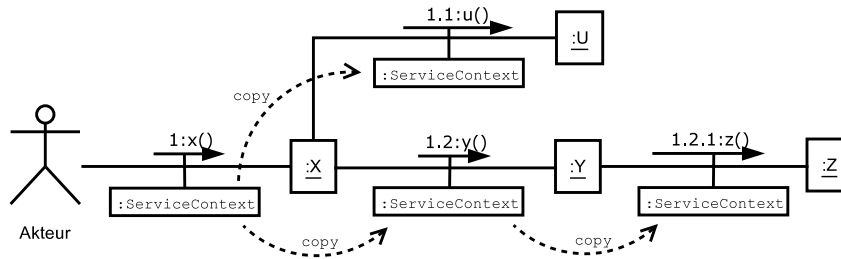 1.1:u()
:U
:ServiceContext
copy
1:x()
:X
1.2:y()
:Y
1.2.1:z()
:Z
:ServiceContext
:ServiceContext
:ServiceContext
Akteur
copy
copy